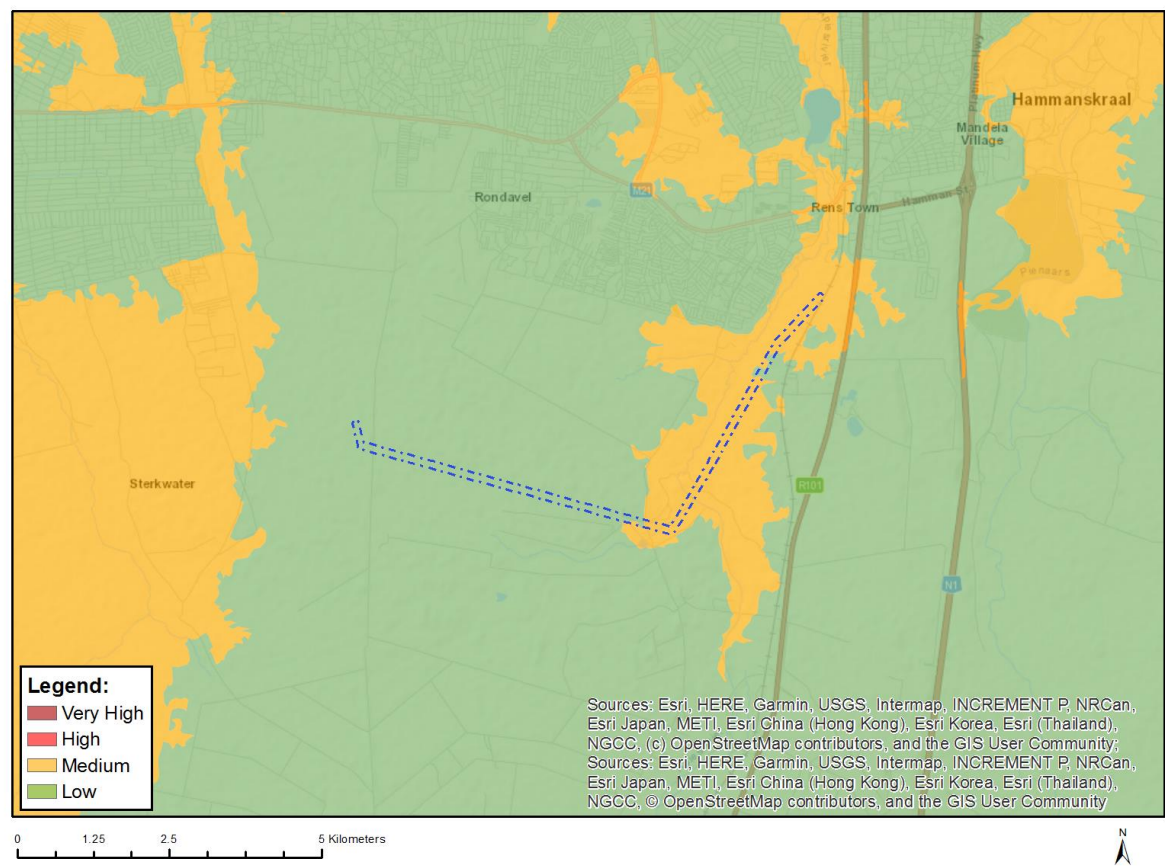 Hammanskraal
Platinum Hwy
Mandela
Village
Rondavel
M21
Rens Town
Hamman St
Sterkwater
R101
N1
Legend:
Very High
High
Medium
Low
Sources: Esri, HERE, Garmin, USGS, Intermap, INCREMENT P, NRCan,
Esri Japan, METI, Esri China (Hong Kong), Esri Korea, Esri (Thailand),
NGCC, (c) OpenStreetMap contributors, and the GIS User Community;
Sources: Esri, HERE, Garmin, USGS, Intermap, INCREMENT P, NRCan,
Esri Japan, METI, Esri China (Hong Kong), Esri Korea, Esri (Thailand),
NGCC, © OpenStreetMap contributors, and the GIS User Community
0 1.25 2.5 5 Kilometers
N